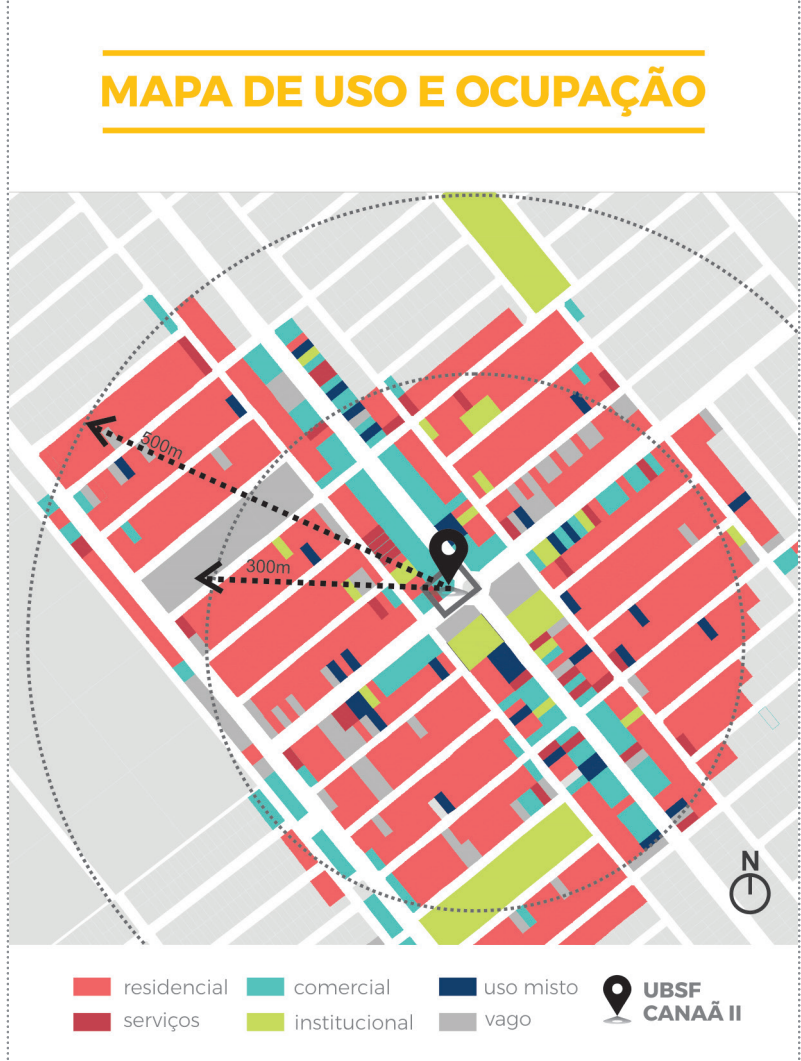 MAPA DE USO E OCUPAÇÃO
500m
300m
N
residencial
comercial
uso misto
UBSF
CANAÃ II
serviços
institucional
vago